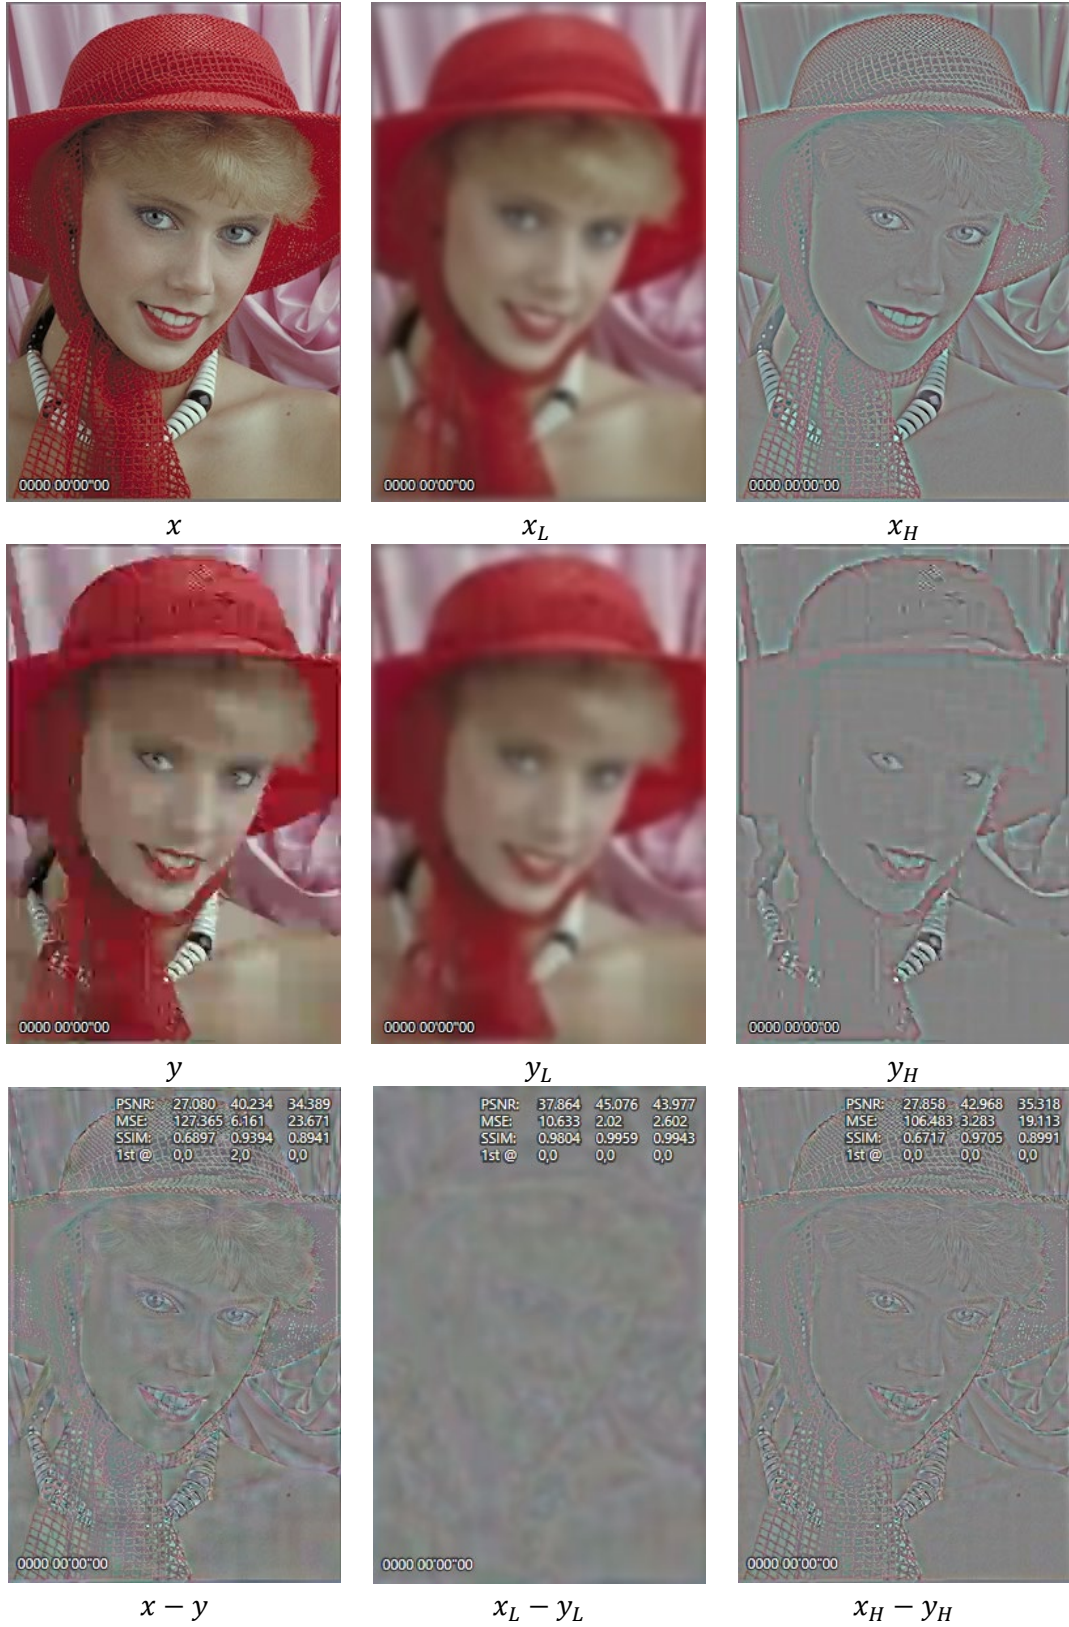 0000 00'00"00
0000 00'00"00
0000 00'00"00
x
x_L
x_H
0000 00'00"00
0000 00'00"00
0000 00'00"00
y
y_L
y_H
PSNR: 27.080 40.234 34.389
MSE: 127.365 6.161 23.671
SSIM: 0.6897 0.9394 0.8941
1st @ 0,0 2,0 0,0
PSNR: 37.864 45.076 43.977
MSE: 10.633 2.02 2.602
SSIM: 0.9804 0.9959 0.9943
1st @ 0,0 0,0 0,0
PSNR: 27.858 42.968 35.318
MSE: 106.483 3.283 19.113
SSIM: 0.6717 0.9705 0.8991
1st @ 0,0 0,0 0,0
0000 00'00"00
0000 00'00"00
0000 00'00"00
x − y
x_L − y_L
x_H − y_H